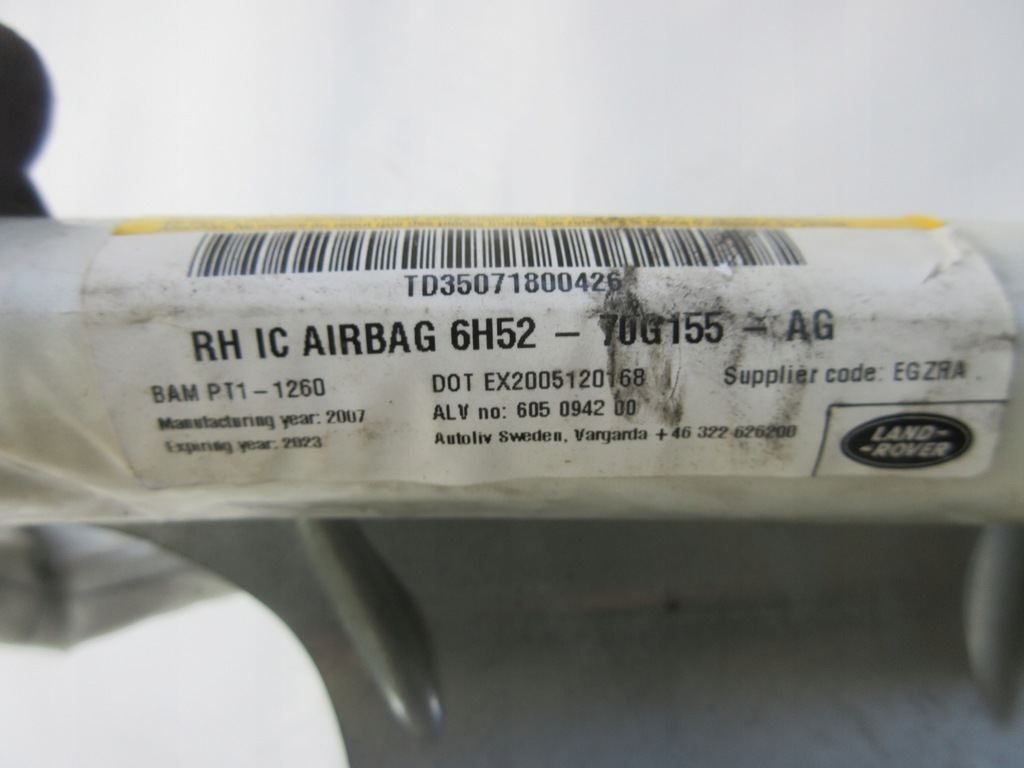 TD35071800426
RH IC AIRBAG 6H52 - 70G155 - AG
BAM PT1-1260
DOT EX2005120168
Supplier code: EGZRA
Manufacturing year: 2007
ALV no: 605 0942 00
Expiring year: 2023
Autoliv Sweden, Vargarda +46 322 626200
LAND-
-ROVER